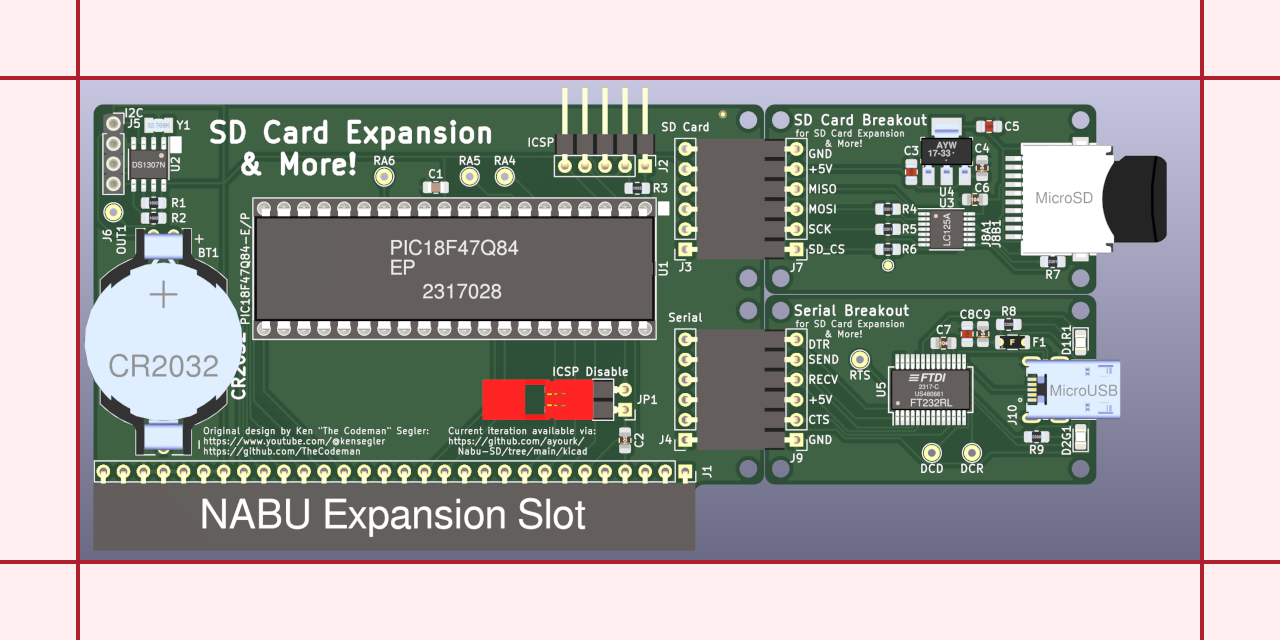 I2C
J5
32.768K
Y1
DS1307N
U2
SD Card Expansion
& More!
ICSP
J2
SD Card
RA6
RA5
RA4
C1
R3
R1
R2
J6
OUT1
+
BT1
PIC18F47Q84-E/P
PIC18F47Q84
EP
2317028
U1
J3
+
CR2032
CR2032
Serial
ICSP Disable
JP1
C2
J4
Original design by Ken "The Codeman" Segler:
https://www.youtube.com/@kensegler
https://github.com/TheCodeman
Current iteration available via:
https://github.com/ayourk/
Nabu-SD/tree/main/kicad
J1
NABU Expansion Slot
SD Card Breakout
for SD Card Expansion
& More!
GND
+5V
MISO
MOSI
SCK
SD_CS
J7
C3
AYW
17-33
C4
C5
C6
U4
U3
LC125A
R4
R5
R6
J8A1
J8B1
MicroSD
R7
Serial Breakout
for SD Card Expansion
& More!
DTR
SEND
RECV
+5V
CTS
GND
J9
RTS
U5
C7
C8
C9
R8
F
F1
FTDI
2317-C
US480661
FT232RL
D1R1
MicroUSB
J10
R9
D2G1
DCD
DCR